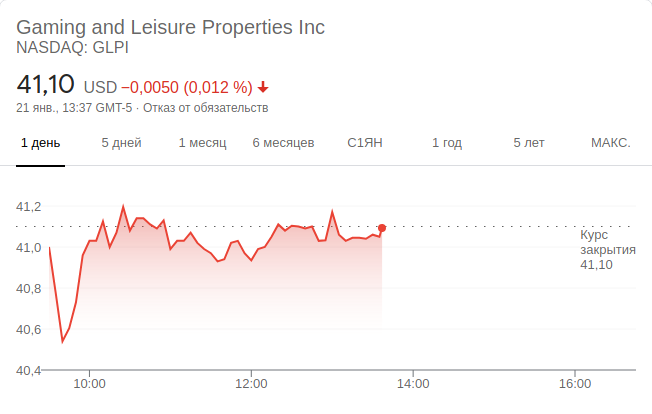 Gaming and Leisure Properties Inc
NASDAQ: GLPI
41,10 USD −0,0050 (0,012 %)
21 янв., 13:37 GMT-5 · Отказ от обязательств
1 день 5 дней 1 месяц 6 месяцев С1ЯН 1 год 5 лет МАКС.
41,2
41,0
40,8
40,6
40,4
Курс
закрытия
41,10
10:00 12:00 14:00 16:00